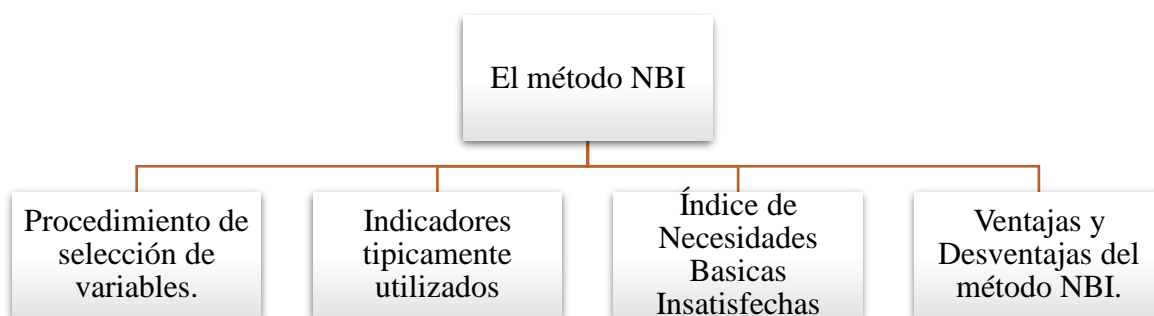 El método NBI
Procedimiento de
selección de
variables.
Indicadores
tipicamente
utilizados
Índice de
Necesidades
Basicas
Insatisfechas
Ventajas y
Desventajas del
método NBI.